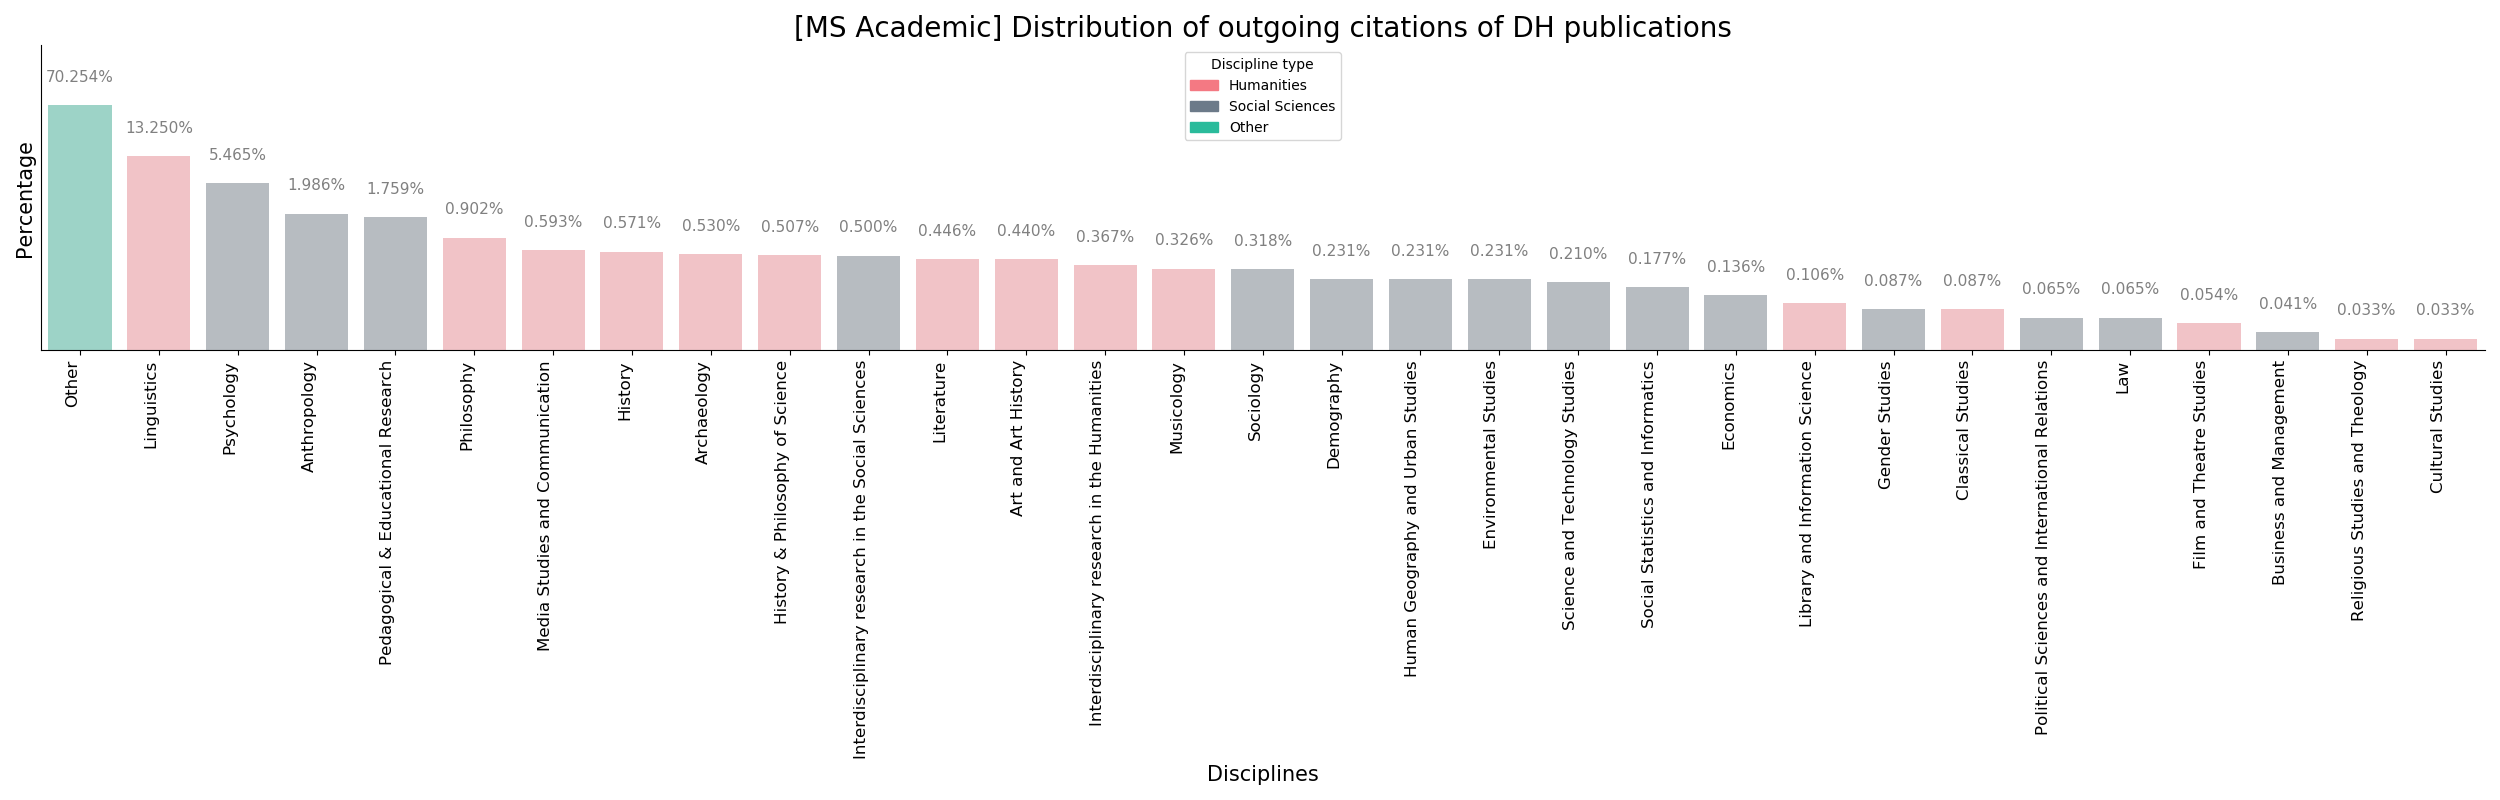 [MS Academic] Distribution of outgoing citations of DH publications
Discipline type
Humanities
Social Sciences
Other
Percentage
70.254%
13.250%
5.465%
1.986%
1.759%
0.902%
0.593%
0.571%
0.530%
0.507%
0.500%
0.446%
0.440%
0.367%
0.326%
0.318%
0.231%
0.231%
0.231%
0.210%
0.177%
0.136%
0.106%
0.087%
0.087%
0.065%
0.065%
0.054%
0.041%
0.033%
0.033%
Other
Linguistics
Psychology
Anthropology
Pedagogical & Educational Research
Philosophy
Media Studies and Communication
History
Archaeology
History & Philosophy of Science
Interdisciplinary research in the Social Sciences
Literature
Art and Art History
Interdisciplinary research in the Humanities
Musicology
Sociology
Demography
Human Geography and Urban Studies
Environmental Studies
Science and Technology Studies
Social Statistics and Informatics
Economics
Library and Information Science
Gender Studies
Classical Studies
Political Sciences and International Relations
Law
Film and Theatre Studies
Business and Management
Religious Studies and Theology
Cultural Studies
Disciplines